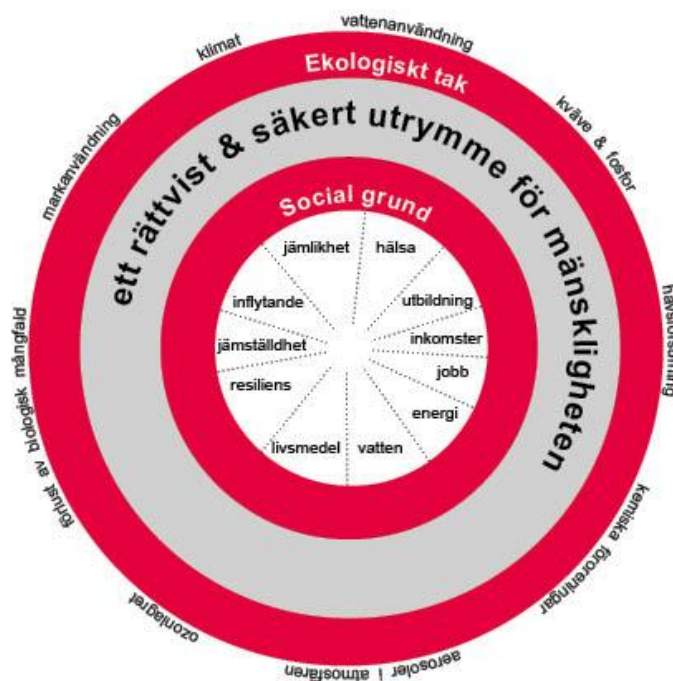 vattenanvändning
klimat
kväve & fosfor
markanvändning
havsförsurning
förlust av biologisk mångfald
kemiska föroreningar
ozonlagret
aerosoler i atmosfären
Ekologiskt tak
ett rättvist & säkert utrymme för mänskligheten
Social grund
jämlikhet
hälsa
inflytande
utbildning
jämställdhet
inkomster
resiliens
jobb
energi
livsmedel
vatten